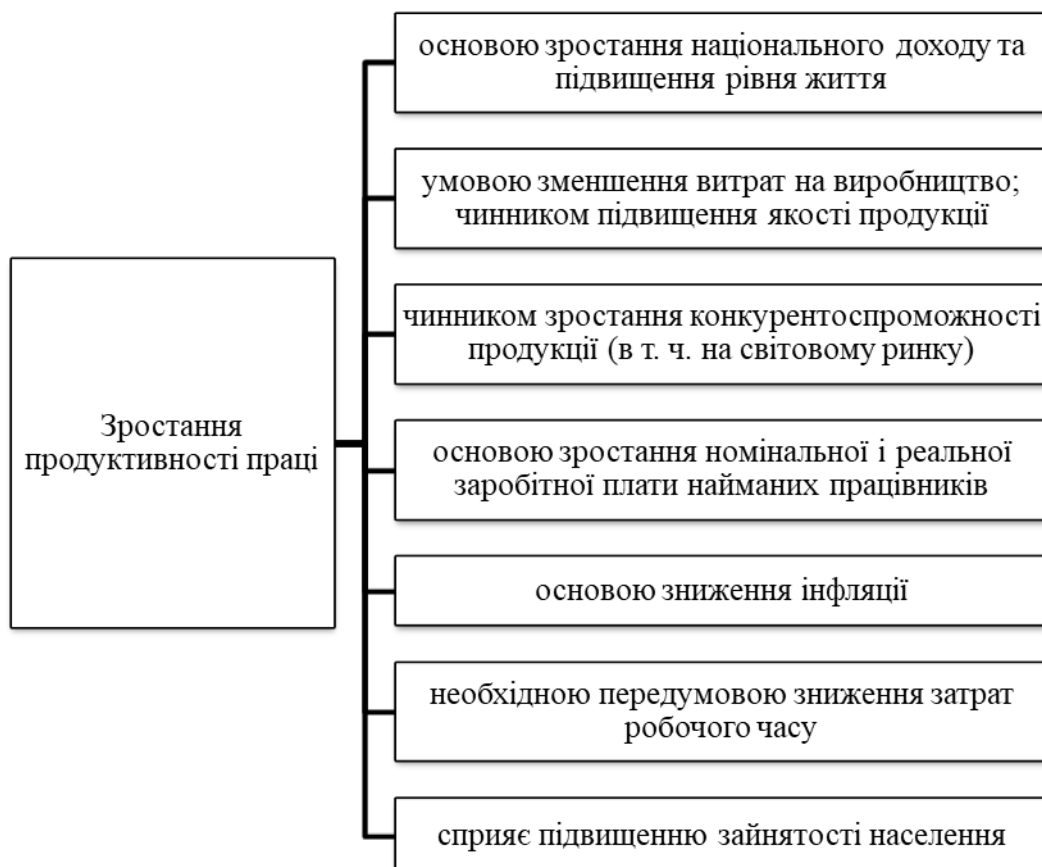 Зростання
продуктивності праці
основою зростання національного доходу та
підвищення рівня життя
умовою зменшення витрат на виробництво;
чинником підвищення якості продукції
чинником зростання конкурентоспроможності
продукції (в т. ч. на світовому ринку)
основою зростання номінальної і реальної
заробітної плати найманих працівників
основою зниження інфляції
необхідною передумовою зниження затрат
робочого часу
сприяє підвищенню зайнятості населення